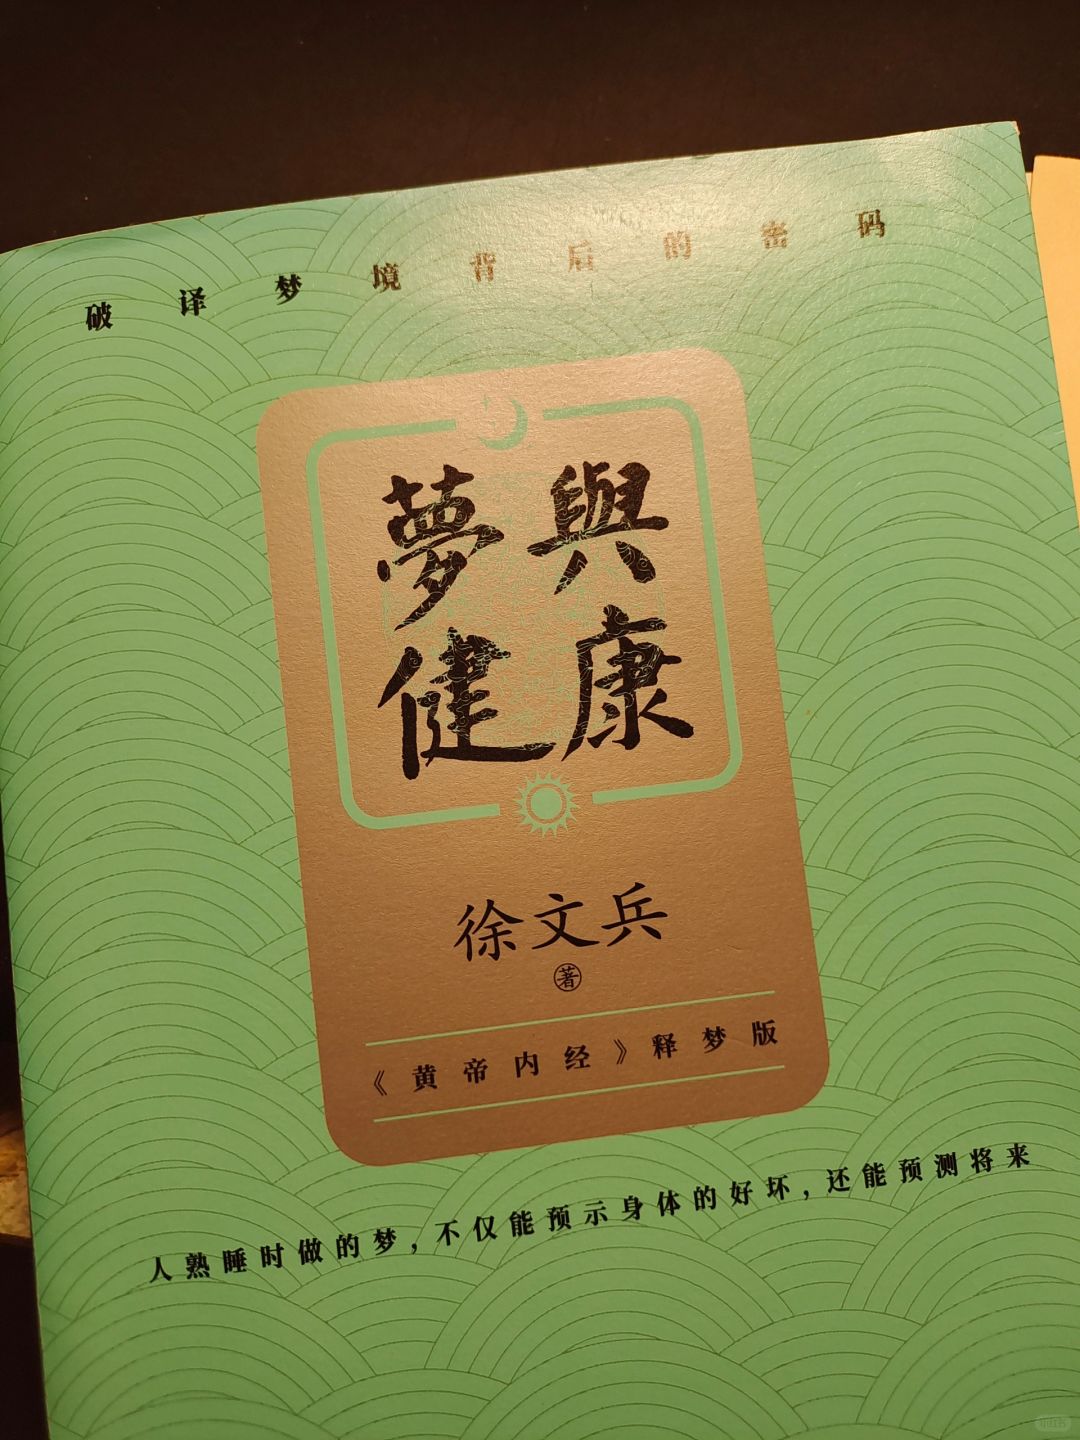 破译梦境背后的密码
夢與
健康
徐文兵
著
《黄帝内经》释梦版
人熟睡时做的梦，不仅能预示身体的好坏，还能预测将来